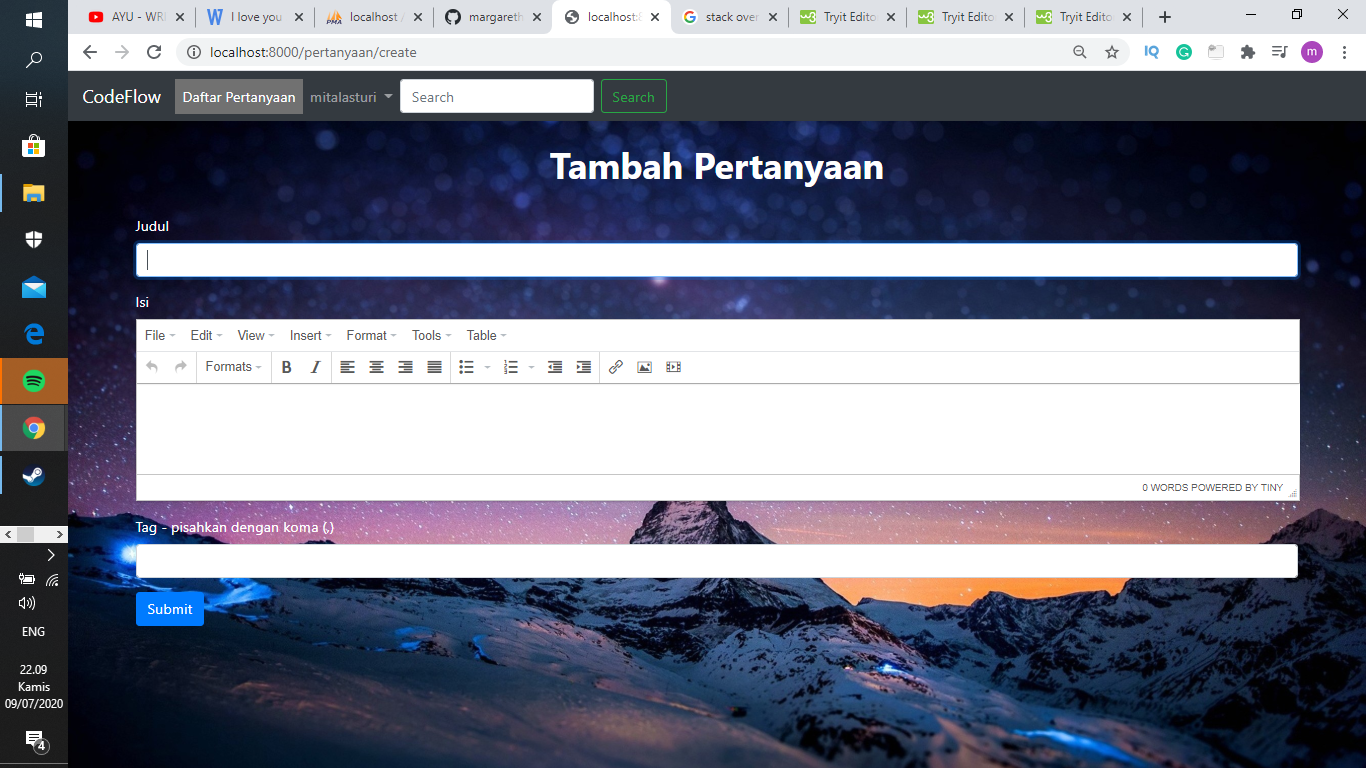 AYU - WRI
I love you
localhost /
margareth
localhost:8
stack over
Tryit Edito
Tryit Edito
Tryit Edito
localhost:8000/pertanyaan/create
IQ
m
CodeFlow
Daftar Pertanyaan
mitalasturi
Search
Search
Tambah Pertanyaan
Judul
Isi
File Edit View Insert Format Tools Table
Formats B I
0 WORDS POWERED BY TINY
Tag - pisahkan dengan koma (,)
Submit
ENG
22.09
Kamis
09/07/2020
4